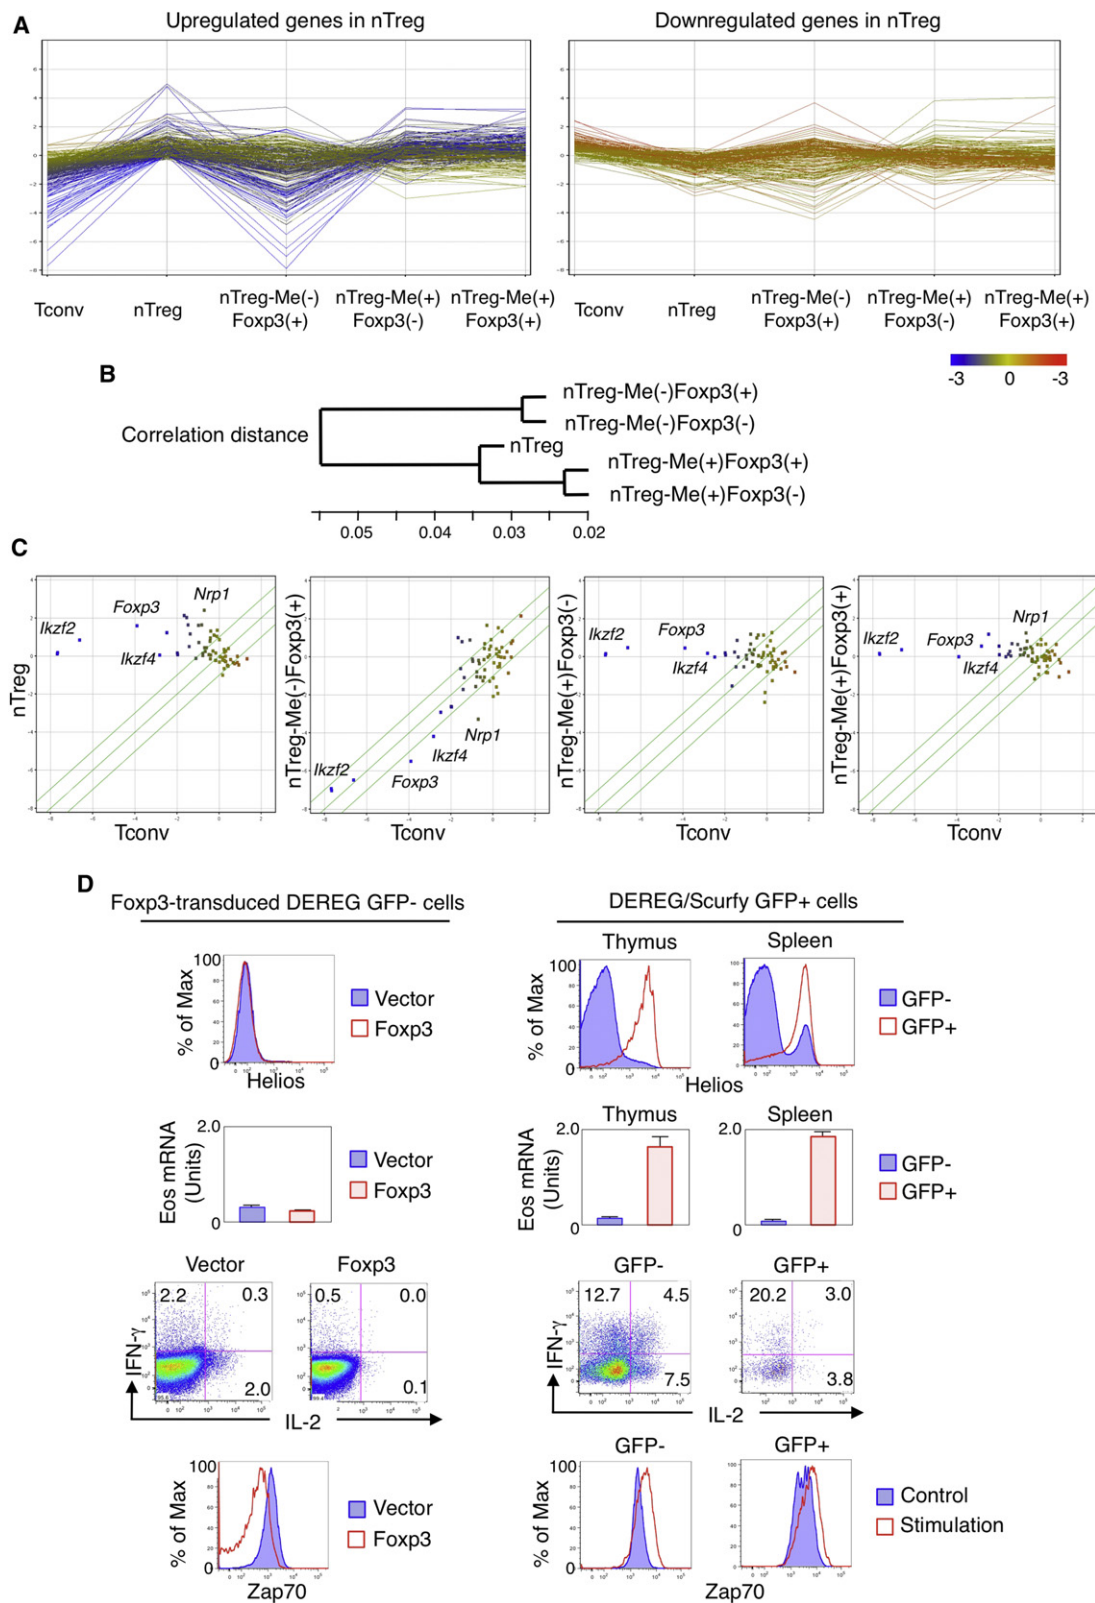 A
Upregulated genes in nTreg
Downregulated genes in nTreg
Tconv
nTreg
nTreg-Me(-)
Foxp3(+)
nTreg-Me(+)
Foxp3(-)
nTreg-Me(+)
Foxp3(+)
Tconv
nTreg
nTreg-Me(-)
Foxp3(+)
nTreg-Me(+)
Foxp3(-)
nTreg-Me(+)
Foxp3(+)
-3 0 -3
B
Correlation distance
nTreg-Me(-)Foxp3(+)
nTreg-Me(-)Foxp3(-)
nTreg
nTreg-Me(+)Foxp3(+)
nTreg-Me(+)Foxp3(-)
0.05 0.04 0.03 0.02
C
nTreg
Ikzf2
Foxp3
Nrp1
Ikzf4
Tconv
nTreg-Me(-)Foxp3(+)
Ikzf2
Foxp3
Ikzf4
Nrp1
Tconv
nTreg-Me(+)Foxp3(-)
Ikzf2
Foxp3
Ikzf4
Tconv
nTreg-Me(+)Foxp3(+)
Ikzf2
Foxp3
Nrp1
Ikzf4
Tconv
D
Foxp3-transduced DEREG GFP- cells
DEREG/Scurfy GFP+ cells
% of Max
100
0
Helios
Vector
Foxp3
Thymus
Spleen
% of Max
100
0
Helios
GFP-
GFP+
Eos mRNA
(Units)
2.0
0
Vector
Foxp3
Thymus
Spleen
Eos mRNA
(Units)
2.0
0
2.0
0
GFP-
GFP+
Vector
Foxp3
IFN-γ
2.2 0.3
2.0
0.5 0.0
0.1
IL-2
GFP-
GFP+
IFN-γ
12.7 4.5
7.5
20.2 3.0
3.8
IL-2
% of Max
100
0
Zap70
Vector
Foxp3
GFP-
GFP+
% of Max
100
0
Zap70
Control
Stimulation